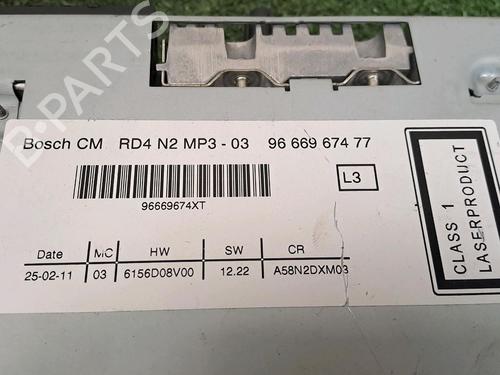 Bosch CM RD4 N2 MP3 - 03 96 669 674 77
96669674XT
L3
CLASS 1
LASERPRODUCT
Date MC HW SW CR
25-02-11 03 6156D08V00 12.22 A58N2DXM03
B-PARTS